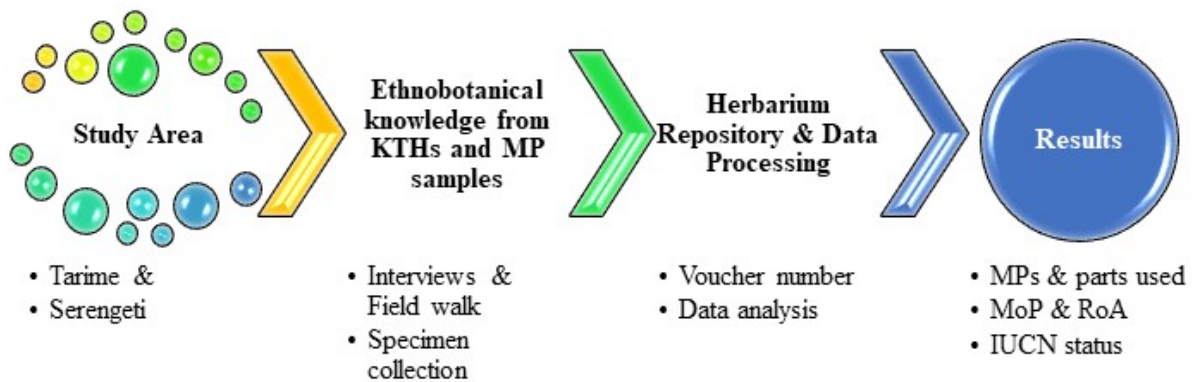 Study Area
Ethnobotanical
knowledge from
KTHs and MP
samples
Herbarium
Repository & Data
Processing
Results
• Tarime &
• Serengeti
• Interviews &
Field walk
• Specimen
collection
• Voucher number
• Data analysis
• MPs & parts used
• MoP & RoA
• IUCN status